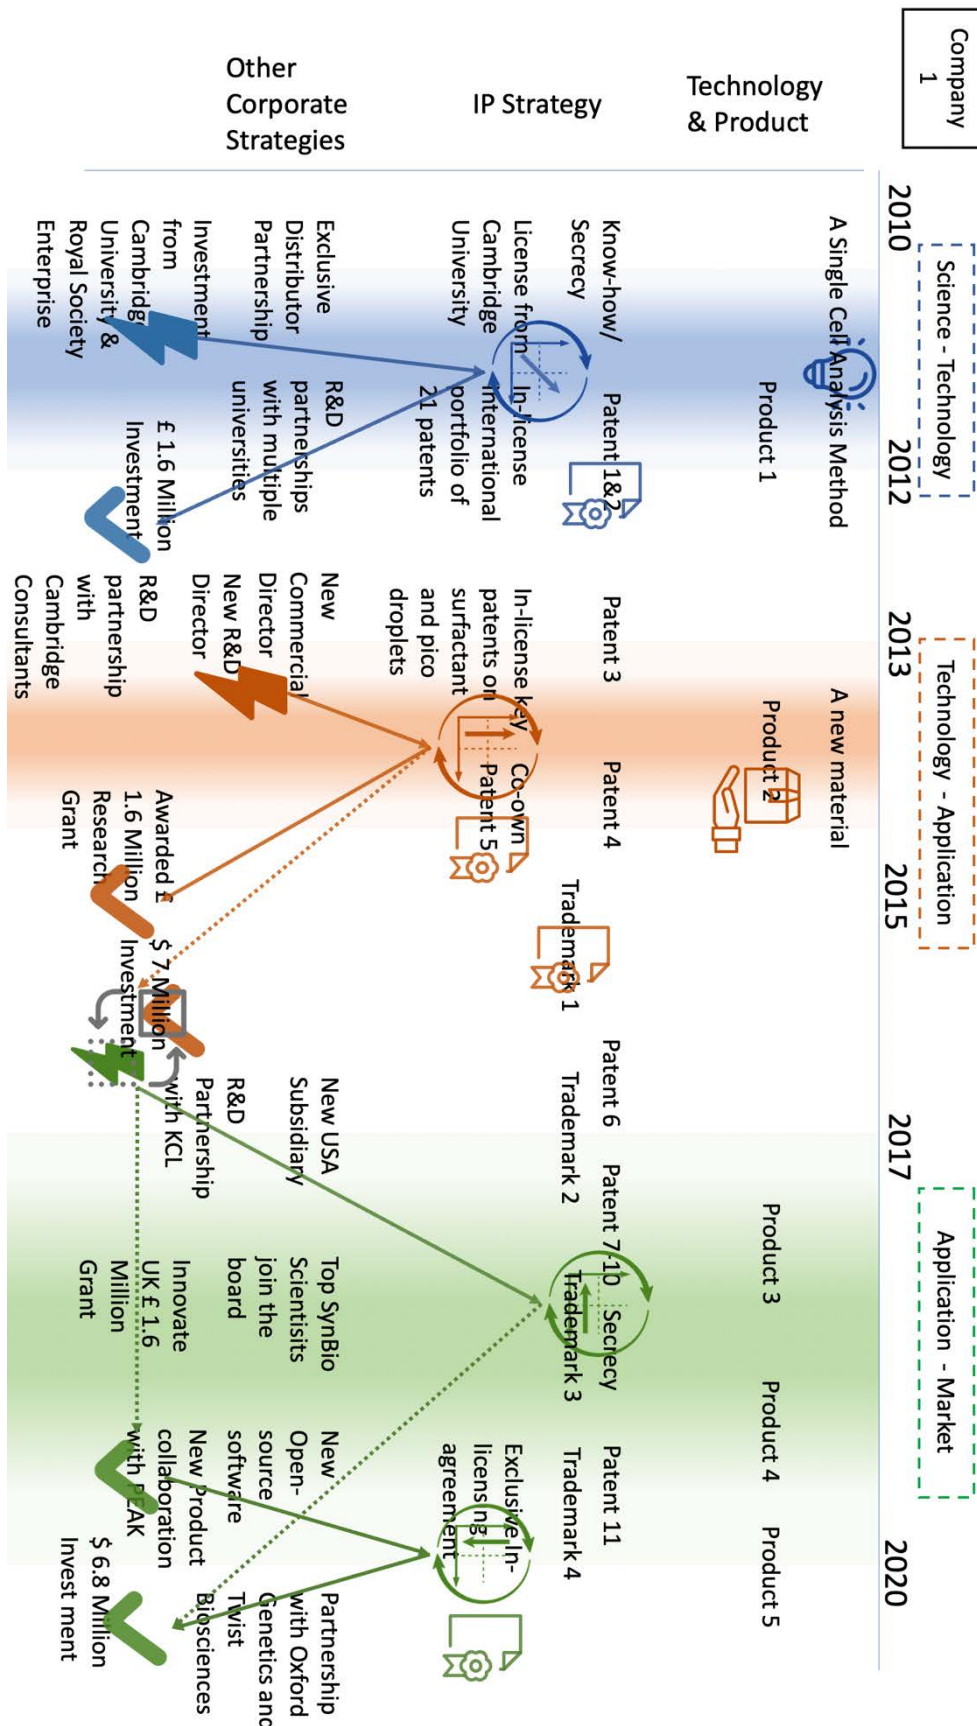 Company
1
Science - Technology
Technology - Application
Application - Market
2010
2012
2013
2015
2017
2020
Technology
& Product
A Single Cell Analysis Method
Product 1
A new material
Product 2
Product 3
Product 4
Product 5
IP Strategy
Know-how/
Secrecy
License from
Cambridge
University
Patent 1&2
In-license
international
portfolio of
21 patents
Patent 3
In-license key
patents on
surfactant
and pico
droplets
Patent 4
Co-own
Patent 5
Trademark 1
Patent 6
Trademark 2
Patent 7-10
Secrecy
Trademark 3
Patent 11
Trademark 4
Exclusive In-
licensing
agreement
Other
Corporate
Strategies
Exclusive
Distributor
Partnership
Investment
from
Cambridge
University &
Royal Society
Enterprise
R&D
partnerships
with multiple
universities
£ 1.6 Million
Investment
New
Commercial
Director
New R&D
Director
R&D
partnership
with
Cambridge
Consultants
Awarded £
1.6 Million
Research
Grant
$ 7 Million
Investment
New USA
Subsidiary
R&D
Partnership
with KCL
Top SynBio
Scientisits
join the
board
Innovate
UK £ 1.6
Million
Grant
New
Open-
source
software
New Product
collaboration
with PEAK
Partnership
with Oxford
Genetics and
Twist
Biosciences
$ 6.8 Million
Invest ment